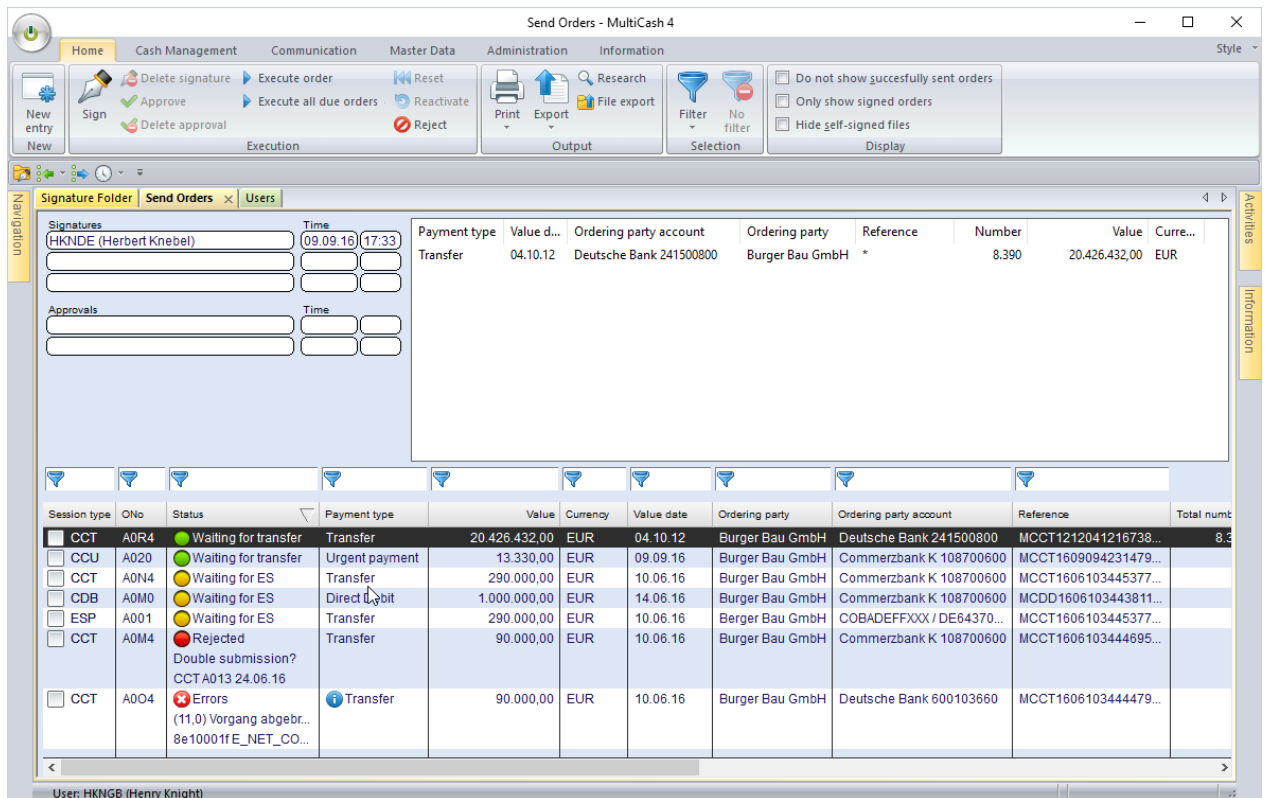 Send Orders - MultiCash 4
Home Cash Management Communication Master Data Administration Information Style
New entry
Sign
Delete signature
Approve
Delete approval
Execute order
Execute all due orders
Reset
Reactivate
Reject
Print
Export
Research
File export
Filter
No filter
Do not show succesfully sent orders
Only show signed orders
Hide self-signed files
New Execution Output Selection Display
Navigation
Signature Folder Send Orders Users
Activities
Information
Signatures Time
HKNDE (Herbert Knebel) 09.09.16 17:33
Approvals Time
Payment type Value d... Ordering party account Ordering party Reference Number Value Curre...
Transfer 04.10.12 Deutsche Bank 241500800 Burger Bau GmbH * 8.390 20.426.432,00 EUR
Session type ONo Status Payment type Value Currency Value date Ordering party Ordering party account Reference Total numb
CCT A0R4 Waiting for transfer Transfer 20.426.432,00 EUR 04.10.12 Burger Bau GmbH Deutsche Bank 241500800 MCCT1212041216738... 8.3
CCU A020 Waiting for transfer Urgent payment 13.330,00 EUR 09.09.16 Burger Bau GmbH Commerzbank K 108700600 MCCT1609094231479...
CCT A0N4 Waiting for ES Transfer 290.000,00 EUR 10.06.16 Burger Bau GmbH Commerzbank K 108700600 MCCT1606103445377...
CDB A0M0 Waiting for ES Direct Debit 1.000.000,00 EUR 14.06.16 Burger Bau GmbH Commerzbank K 108700600 MCDD1606103443811...
ESP A001 Waiting for ES Transfer 290.000,00 EUR 10.06.16 Berger Bau GmbH COBADEFFXXX / DE64370... MCCT1606103445377...
CCT A0M4 Rejected Transfer 90.000,00 EUR 10.06.16 Burger Bau GmbH Commerzbank K 108700600 MCCT1606103444695...
Double submission?
CCT A013 24.06.16
CCT A0O4 Errors Transfer 90.000,00 EUR 10.06.16 Burger Bau GmbH Deutsche Bank 600103660 MCCT1606103444479...
(11,0) Vorgang abgebr...
8e10001f E_NET_CO...
User: HKNGB (Henry Knight)